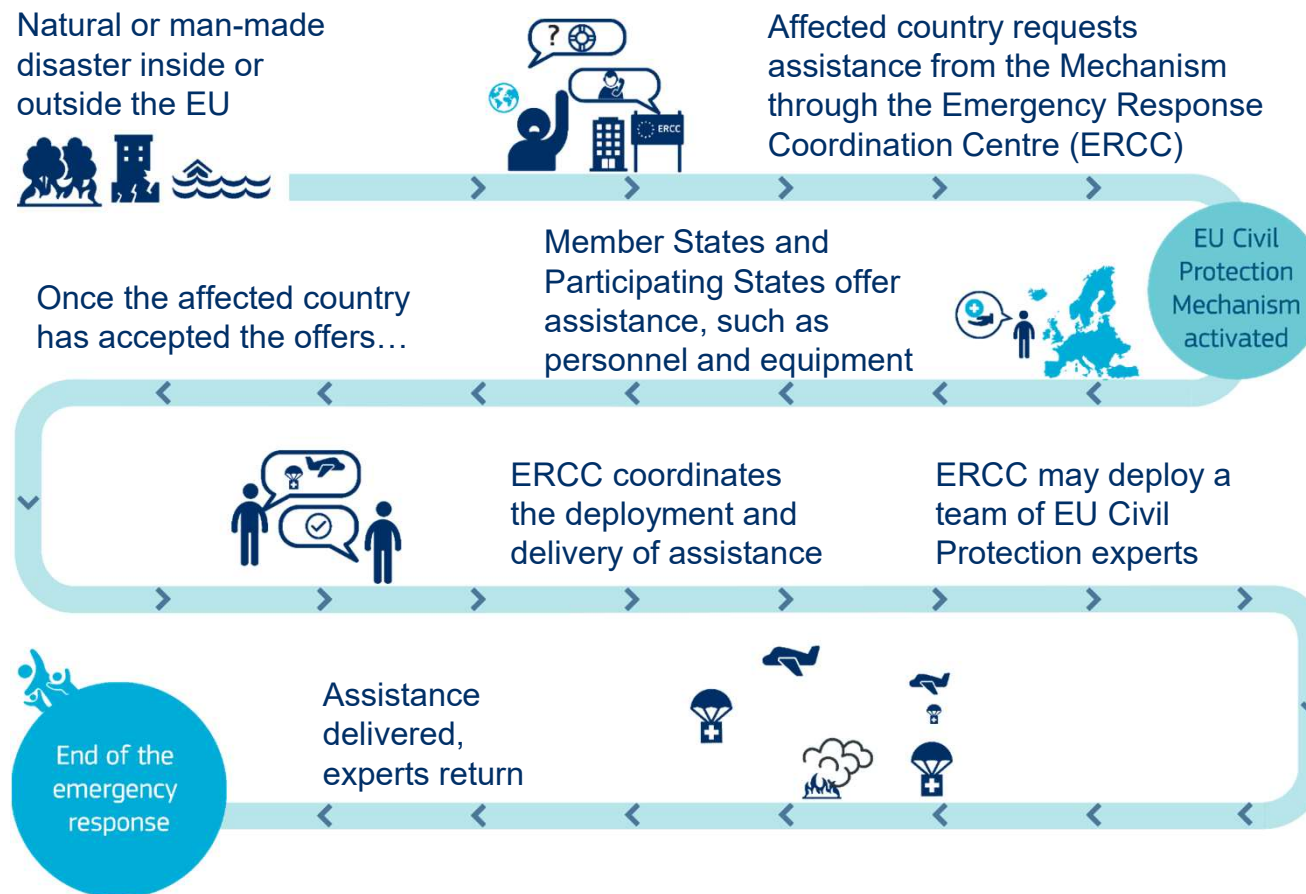 Natural or man-made
disaster inside or
outside the EU
?
ERCC
Affected country requests
assistance from the Mechanism
through the Emergency Response
Coordination Centre (ERCC)
EU Civil
Protection
Mechanism
activated
Member States and
Participating States offer
assistance, such as
personnel and equipment
Once the affected country
has accepted the offers…
ERCC coordinates
the deployment and
delivery of assistance
ERCC may deploy a
team of EU Civil
Protection experts
Assistance
delivered,
experts return
End of the
emergency
response